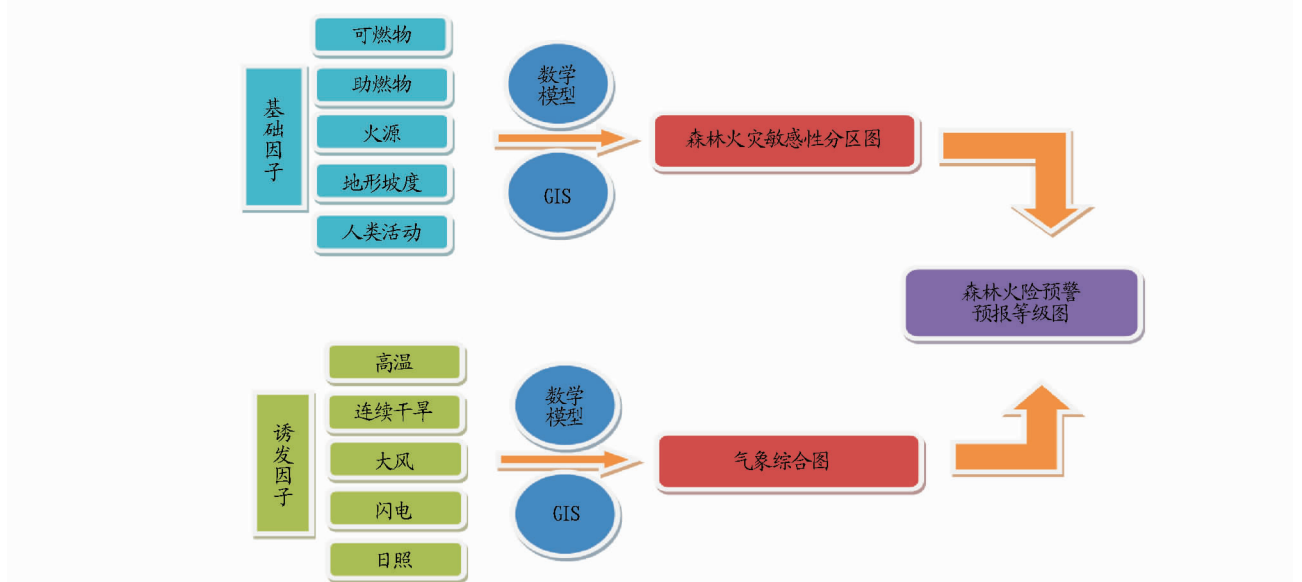 基础因子
可燃物
助燃物
火源
地形坡度
人类活动
数学
模型
GIS
森林火灾敏感性分区图
森林火险预警
预报等级图
诱发因子
高温
连续干旱
大风
闪电
日照
数学
模型
GIS
气象综合图